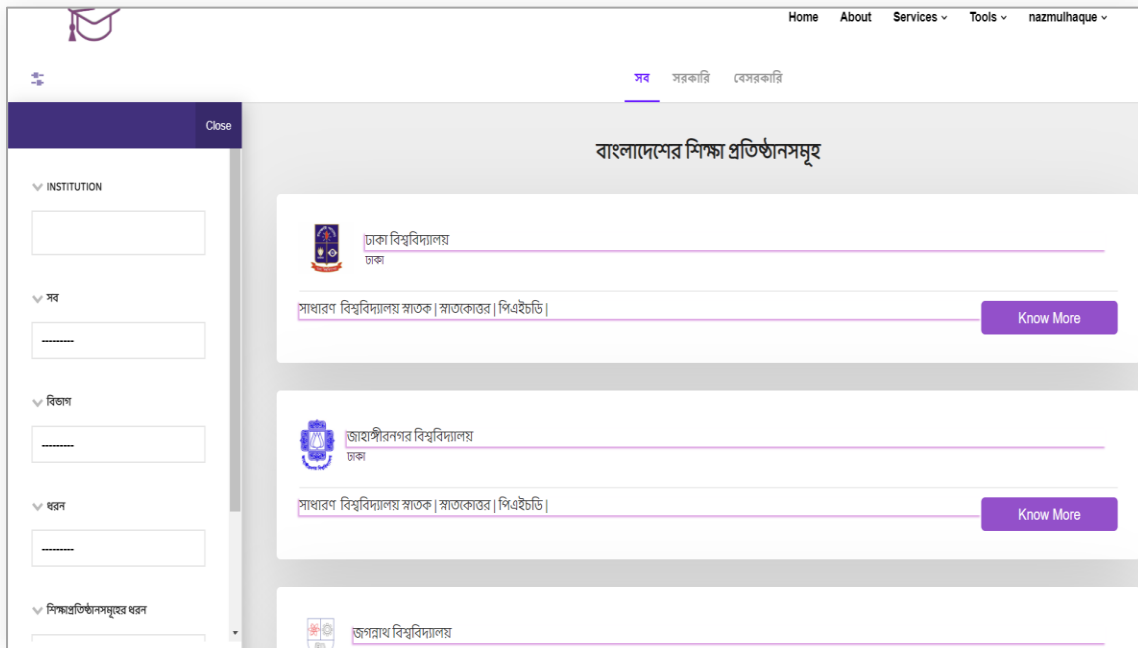 Home About Services Tools nazmulhaque
সব সরকারি বেসরকারি
Close
INSTITUTION
সব
---------
বিভাগ
---------
ধরন
---------
শিক্ষাপ্রতিষ্ঠানসমূহের ধরন
বাংলাদেশের শিক্ষা প্রতিষ্ঠানসমূহ
ঢাকা বিশ্ববিদ্যালয়
ঢাকা
সাধারণ বিশ্ববিদ্যালয় স্নাতক | স্নাতকোত্তর | পিএইচডি |
Know More
জাহাঙ্গীরনগর বিশ্ববিদ্যালয়
ঢাকা
সাধারণ বিশ্ববিদ্যালয় স্নাতক | স্নাতকোত্তর | পিএইচডি |
Know More
জগন্নাথ বিশ্ববিদ্যালয়